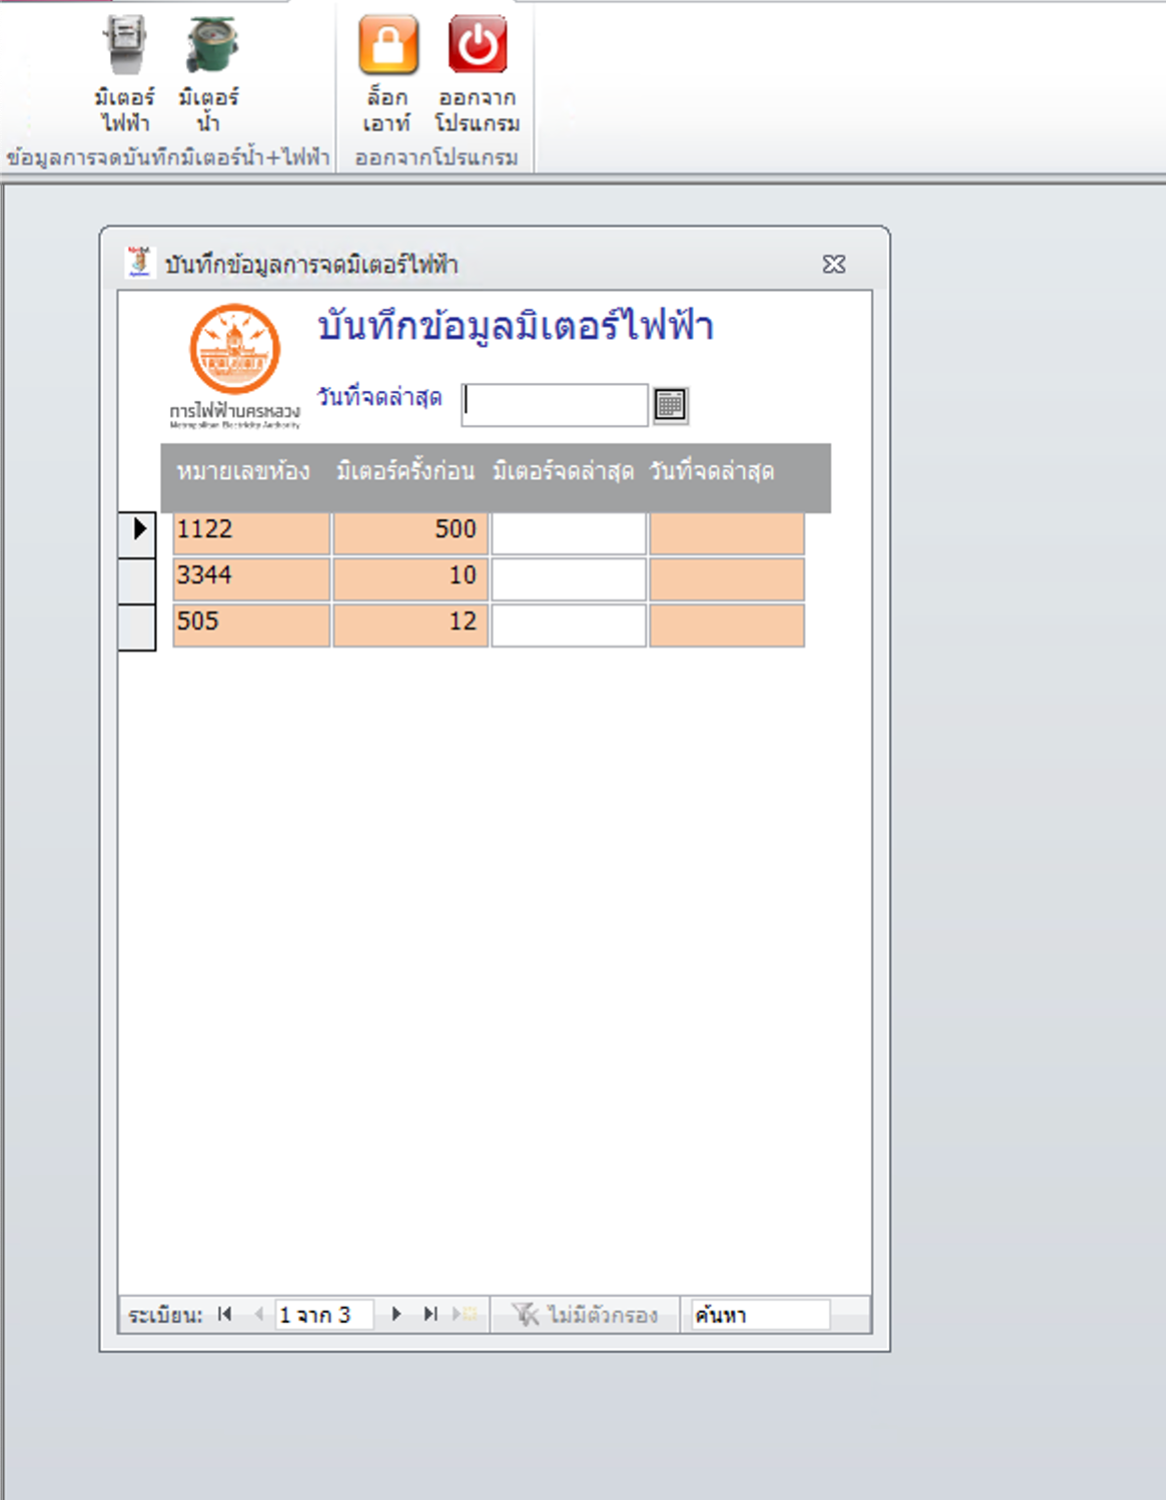 มิเตอร์ไฟฟ้า
มิเตอร์น้ำ
ล็อกเอาท์
ออกจากโปรแกรม
ข้อมูลการจดบันทึกมิเตอร์น้ำ+ไฟฟ้า
ออกจากโปรแกรม
บันทึกข้อมูลการจดมิเตอร์ไฟฟ้า
บันทึกข้อมูลมิเตอร์ไฟฟ้า
วันที่จดล่าสุด
การไฟฟ้านครหลวง
Metropolitan Electricity Authority
หมายเลขห้อง มิเตอร์ครั้งก่อน มิเตอร์จดล่าสุด วันที่จดล่าสุด
1122 500
3344 10
505 12
ระเบียน: 1 จาก 3 ไม่มีตัวกรอง ค้นหา